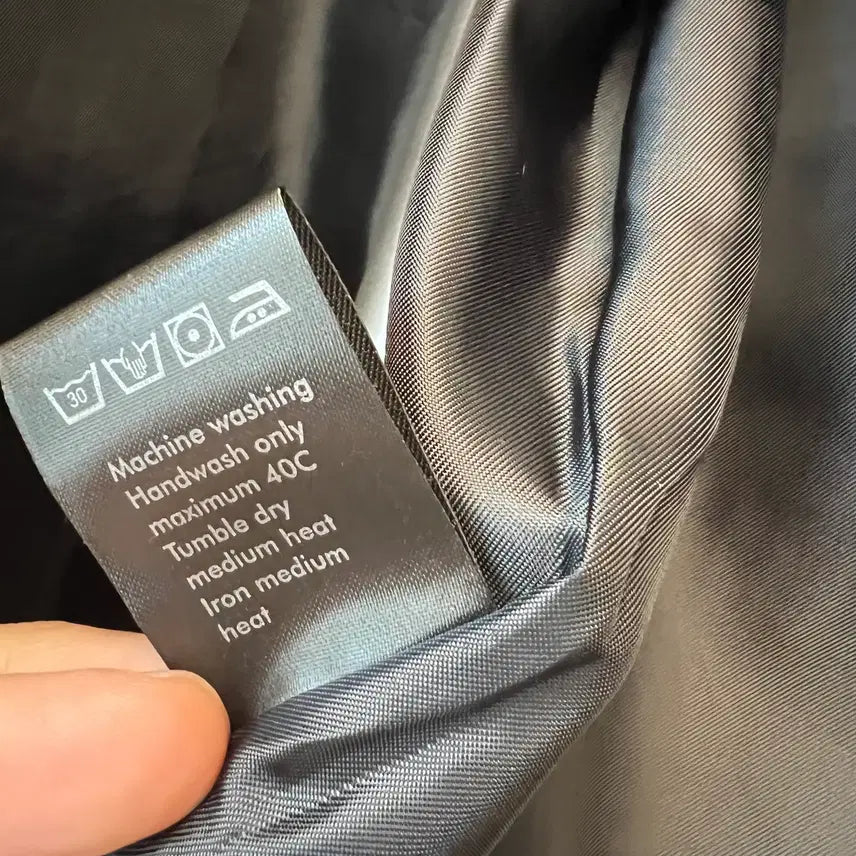 30
Machine washing
Handwash only
maximum 40C
Tumble dry
medium heat
Iron medium
heat